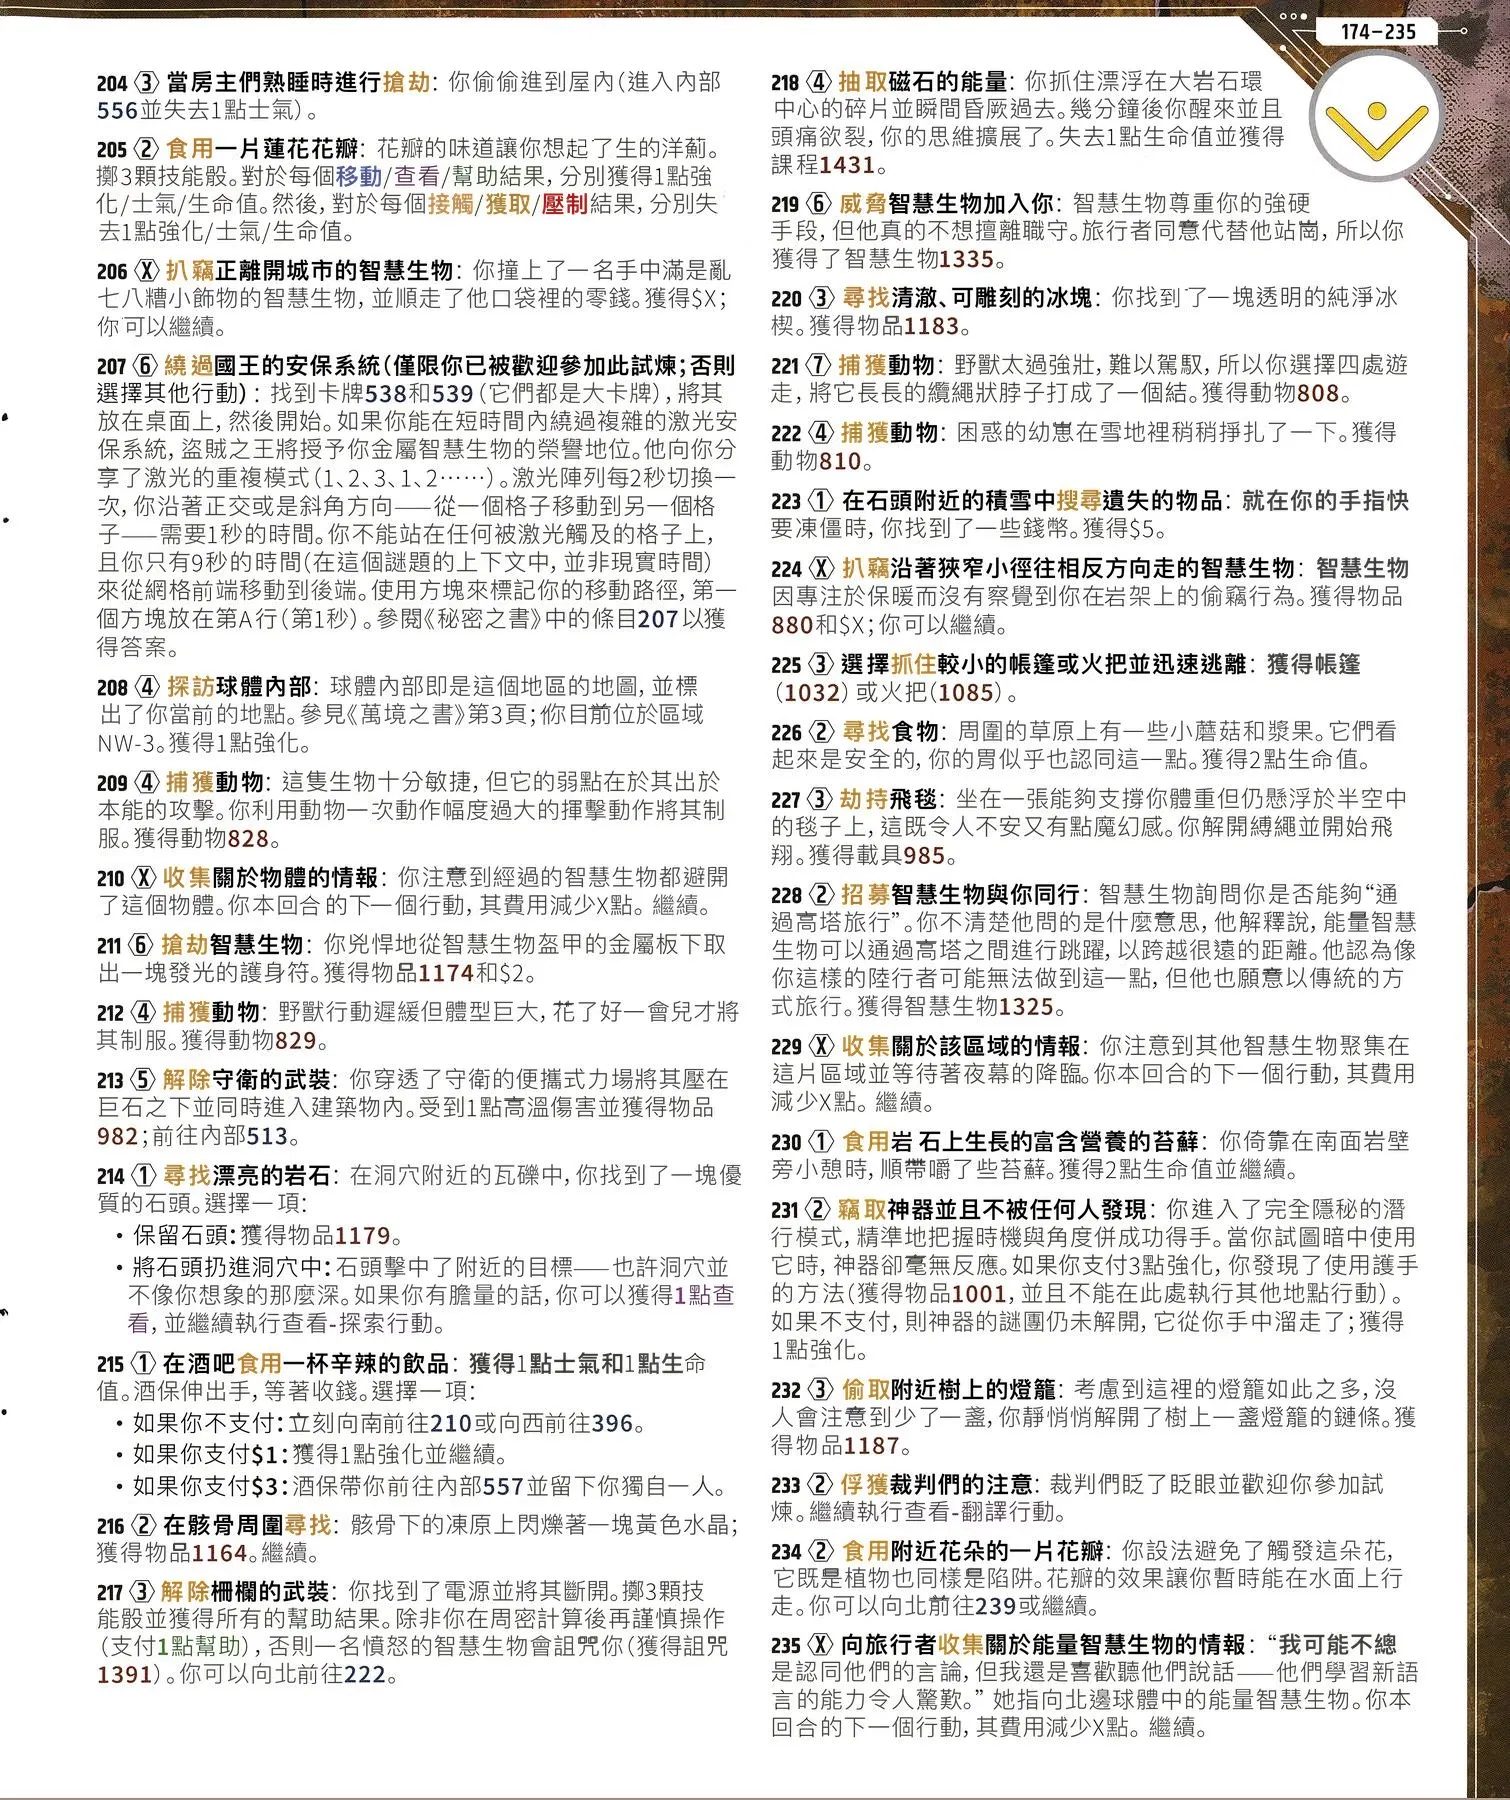 174–235
204 ③ 當房主們熟睡時進行搶劫：你偷偷進到屋內（進入內部
556並失去1點士氣）。
205 ② 食用一片蓮花花瓣：花瓣的味道讓你想起了生的洋薊。
擲3顆技能骰。對於每個移動/查看/幫助結果，分別獲得1點強
化/士氣/生命值。然後，對於每個接觸/獲取/壓制結果，分別失
去1點強化/士氣/生命值。
206 Ⓧ 扒竊正離開城市的智慧生物：你撞上了一名手中滿是亂
七八糟小飾物的智慧生物，並順走了他口袋裡的零錢。獲得$X；
你可以繼續。
207 ⑥ 繞過國王的安保系統（僅限你已被歡迎參加此試煉；否則
選擇其他行動）：找到卡牌538和539（它們都是大卡牌），將其
放在桌面上，然後開始。如果你能在短時間內繞過複雜的激光安
保系統，盜賊之王將授予你金屬智慧生物的榮譽地位。他向你分
享了激光的重複模式（1、2、3、1、2……）。激光陣列每2秒切換一
次，你沿著正交或是斜角方向——從一個格子移動到另一個格
子——需要1秒的時間。你不能站在任何被激光觸及的格子上，
且你只有9秒的時間（在這個謎題的上下文中，並非現實時間）
來從網格前端移動到後端。使用方塊來標記你的移動路徑，第一
個方塊放在第A行（第1秒）。參閱《秘密之書》中的條目207以獲
得答案。
208 ④ 探訪球體內部：球體內部即是這個地區的地圖，並標
出了你當前的地點。參見《萬境之書》第3頁；你目前位於區域
NW-3。獲得1點強化。
209 ④ 捕獲動物：這隻生物十分敏捷，但它的弱點在於其出於
本能的攻擊。你利用動物一次動作幅度過大的揮擊動作將其制
服。獲得動物828。
210 Ⓧ 收集關於物體的情報：你注意到經過的智慧生物都避開
了這個物體。你本回合的下一個行動，其費用減少X點。繼續。
211 ⑥ 搶劫智慧生物：你兇悍地從智慧生物盔甲的金屬板下取
出一塊發光的護身符。獲得物品1174和$2。
212 ④ 捕獲動物：野獸行動遲緩但體型巨大，花了好一會兒才將
其制服。獲得動物829。
213 ⑤ 解除守衛的武裝：你穿透了守衛的便攜式力場將其壓在
巨石之下並同時進入建築物內。受到1點高溫傷害並獲得物品
982；前往內部513。
214 ① 尋找漂亮的岩石：在洞穴附近的瓦礫中，你找到了一塊優
質的石頭。選擇一項：
• 保留石頭：獲得物品1179。
• 將石頭扔進洞穴中：石頭擊中了附近的目標——也許洞穴並
不像你想象的那麼深。如果你有膽量的話，你可以獲得1點查
看，並繼續執行查看-探索行動。
215 ① 在酒吧食用一杯辛辣的飲品：獲得1點士氣和1點生命
值。酒保伸出手，等著收錢。選擇一項：
• 如果你不支付：立刻向南前往210或向西前往396。
• 如果你支付$1：獲得1點強化並繼續。
• 如果你支付$3：酒保帶你前往內部557並留下你獨自一人。
216 ② 在骸骨周圍尋找：骸骨下的凍原上閃爍著一塊黃色水晶；
獲得物品1164。繼續。
217 ③ 解除柵欄的武裝：你找到了電源並將其斷開。擲3顆技
能骰並獲得所有的幫助結果。除非你在周密計算後再謹慎操作
（支付1點幫助），否則一名憤怒的智慧生物會詛咒你（獲得詛咒
1391）。你可以向北前往222。
218 ④ 抽取磁石的能量：你抓住漂浮在大岩石環
中心的碎片並瞬間昏厥過去。幾分鐘後你醒來並且
頭痛欲裂，你的思維擴展了。失去1點生命值並獲得
課程1431。
219 ⑥ 威脅智慧生物加入你：智慧生物尊重你的強硬
手段，但他真的不想擅離職守。旅行者同意代替他站崗，所以你
獲得了智慧生物1335。
220 ③ 尋找清澈、可雕刻的冰塊：你找到了一塊透明的純淨冰
楔。獲得物品1183。
221 ⑦ 捕獲動物：野獸太過強壯，難以駕馭，所以你選擇四處遊
走，將它長長的纜繩狀脖子打成了一個結。獲得動物808。
222 ④ 捕獲動物：困惑的幼崽在雪地裡稍稍掙扎了一下。獲得
動物810。
223 ① 在石頭附近的積雪中搜尋遺失的物品：就在你的手指快
要凍僵時，你找到了一些錢幣。獲得$5。
224 Ⓧ 扒竊沿著狹窄小徑往相反方向走的智慧生物：智慧生物
因專注於保暖而沒有察覺到你在岩架上的偷竊行為。獲得物品
880和$X；你可以繼續。
225 ③ 選擇抓住較小的帳篷或火把並迅速逃離：獲得帳篷
（1032）或火把（1085）。
226 ② 尋找食物：周圍的草原上有一些小蘑菇和漿果。它們看
起來是安全的，你的胃似乎也認同這一點。獲得2點生命值。
227 ③ 劫持飛毯：坐在一張能夠支撐你體重但仍懸浮於半空中
的毯子上，這既令人不安又有點魔幻感。你解開縛繩並開始飛
翔。獲得載具985。
228 ② 招募智慧生物與你同行：智慧生物詢問你是否能夠“通
過高塔旅行”。你不清楚他問的是什麼意思，他解釋說，能量智慧
生物可以通過高塔之間進行跳躍，以跨越很遠的距離。他認為像
你這樣的陸行者可能無法做到這一點，但他也願意以傳統的方
式旅行。獲得智慧生物1325。
229 Ⓧ 收集關於該區域的情報：你注意到其他智慧生物聚集在
這片區域並等待著夜幕的降臨。你本回合的下一個行動，其費用
減少X點。繼續。
230 ① 食用岩石上生長的富含營養的苔蘚：你倚靠在南面岩壁
旁小憩時，順帶嚼了些苔蘚。獲得2點生命值並繼續。
231 ② 竊取神器並且不被任何人發現：你進入了完全隱秘的潛
行模式，精準地把握時機與角度併成功得手。當你試圖暗中使用
它時，神器卻毫無反應。如果你支付3點強化，你發現了使用護手
的方法（獲得物品1001，並且不能在此處執行其他地點行動）。
如果不支付，則神器的謎團仍未解開，它從你手中溜走了；獲得
1點強化。
232 ③ 偷取附近樹上的燈籠：考慮到這裡的燈籠如此之多，沒
人會注意到少了一盞，你靜悄悄解開了樹上一盞燈籠的鏈條。獲
得物品1187。
233 ② 俘獲裁判們的注意：裁判們眨了眨眼並歡迎你參加試
煉。繼續執行查看-翻譯行動。
234 ② 食用附近花朵的一片花瓣：你設法避免了觸發這朵花，
它既是植物也同樣是陷阱。花瓣的效果讓你暫時能在水面上行
走。你可以向北前往239或繼續。
235 Ⓧ 向旅行者收集關於能量智慧生物的情報：“我可能不總
是認同他們的言論，但我還是喜歡聽他們說話——他們學習新語
言的能力令人驚歎。”她指向北邊球體中的能量智慧生物。你本
回合的下一個行動，其費用減少X點。繼續。